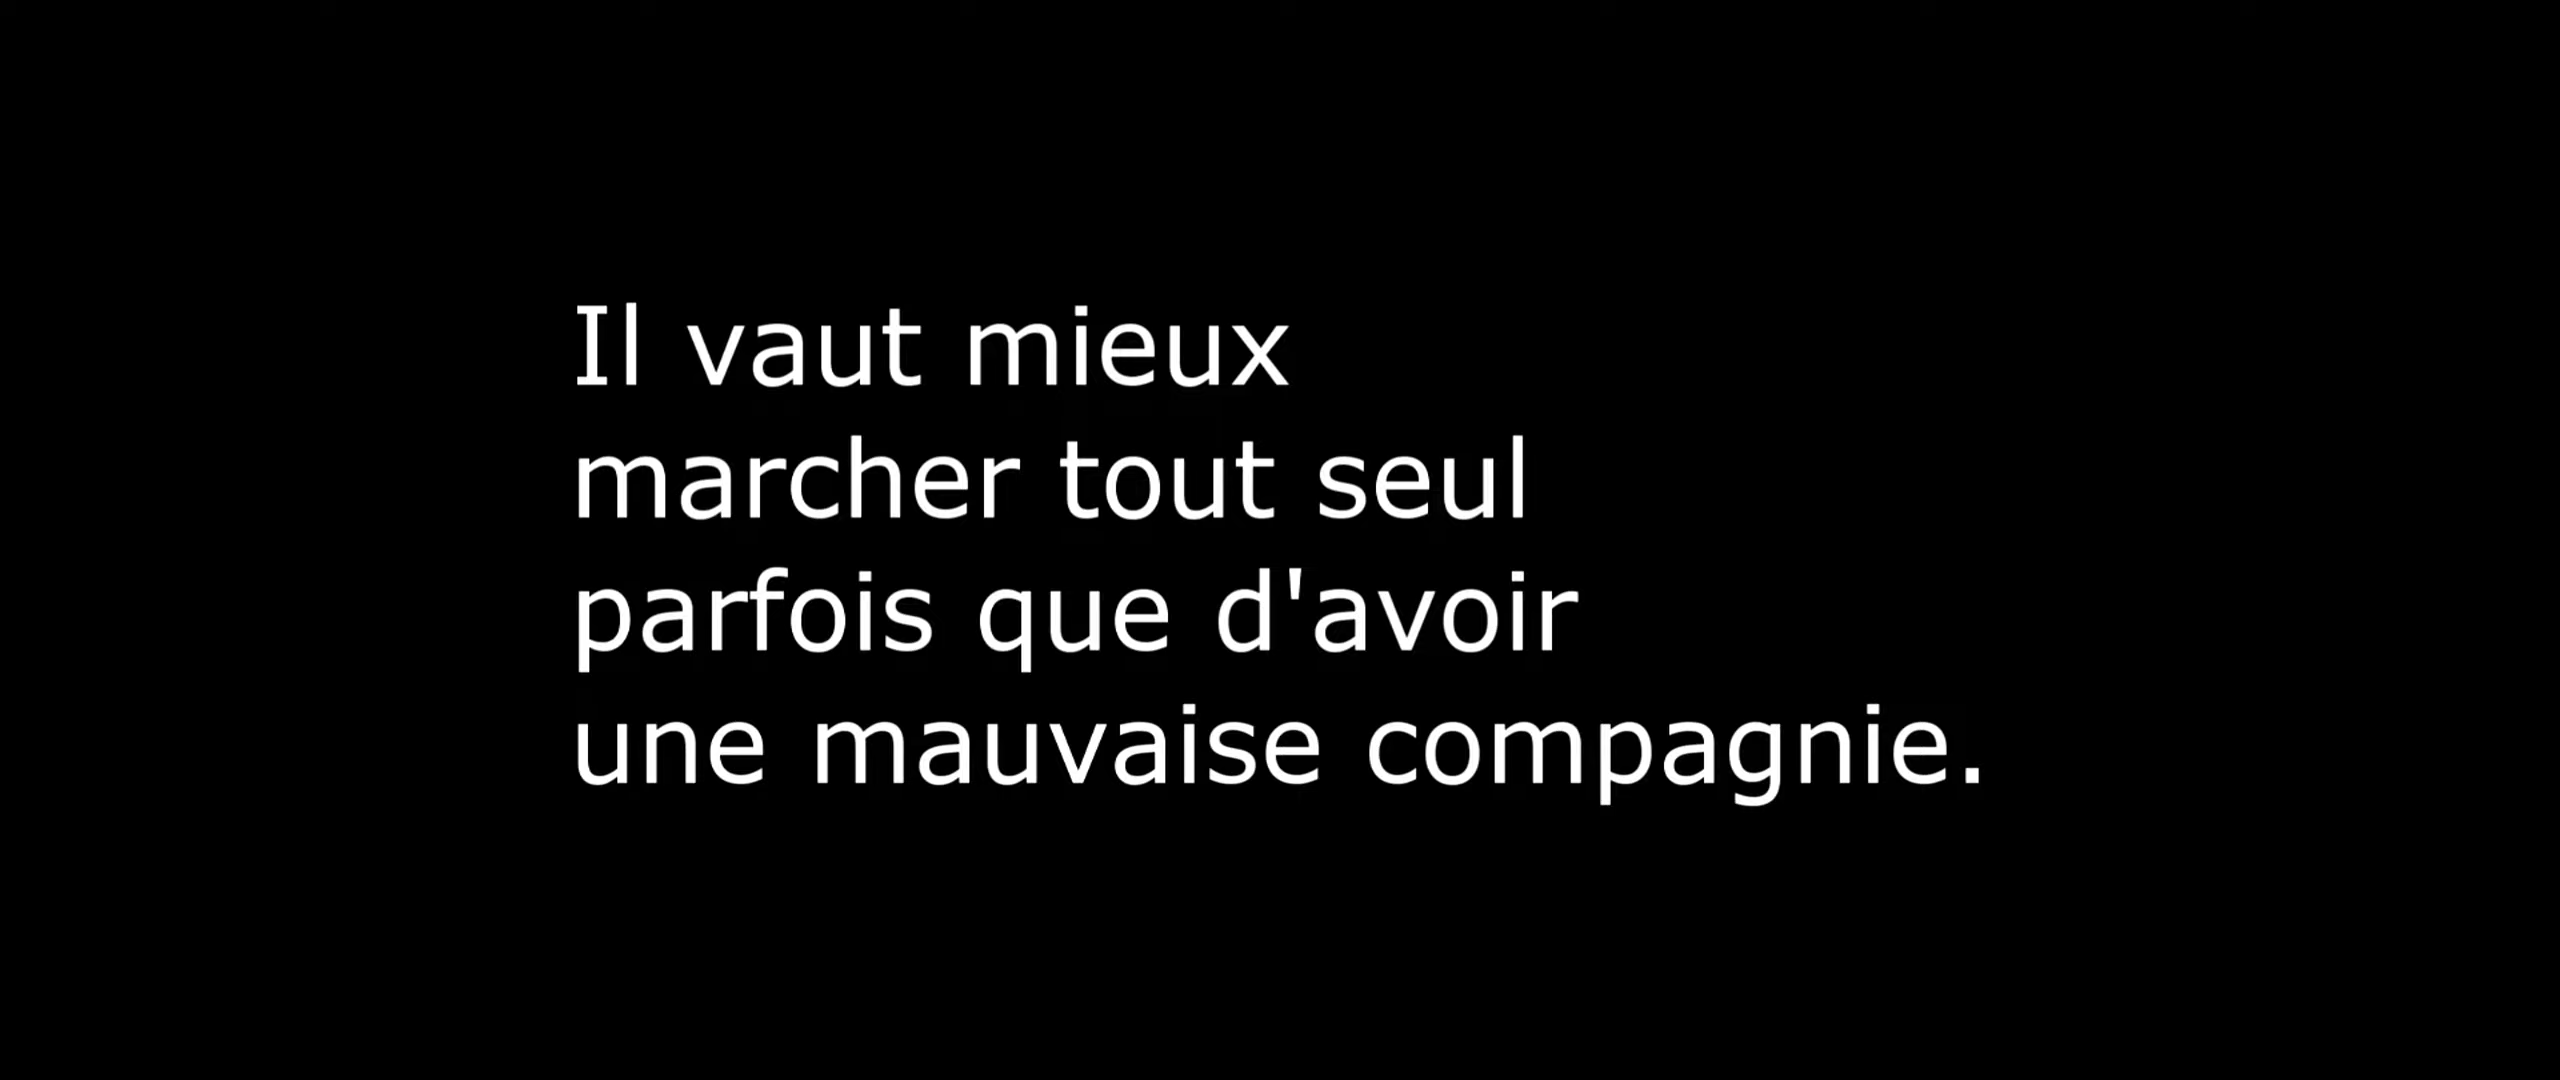 Il vaut mieux
marcher tout seul
parfois que d'avoir
une mauvaise compagnie.